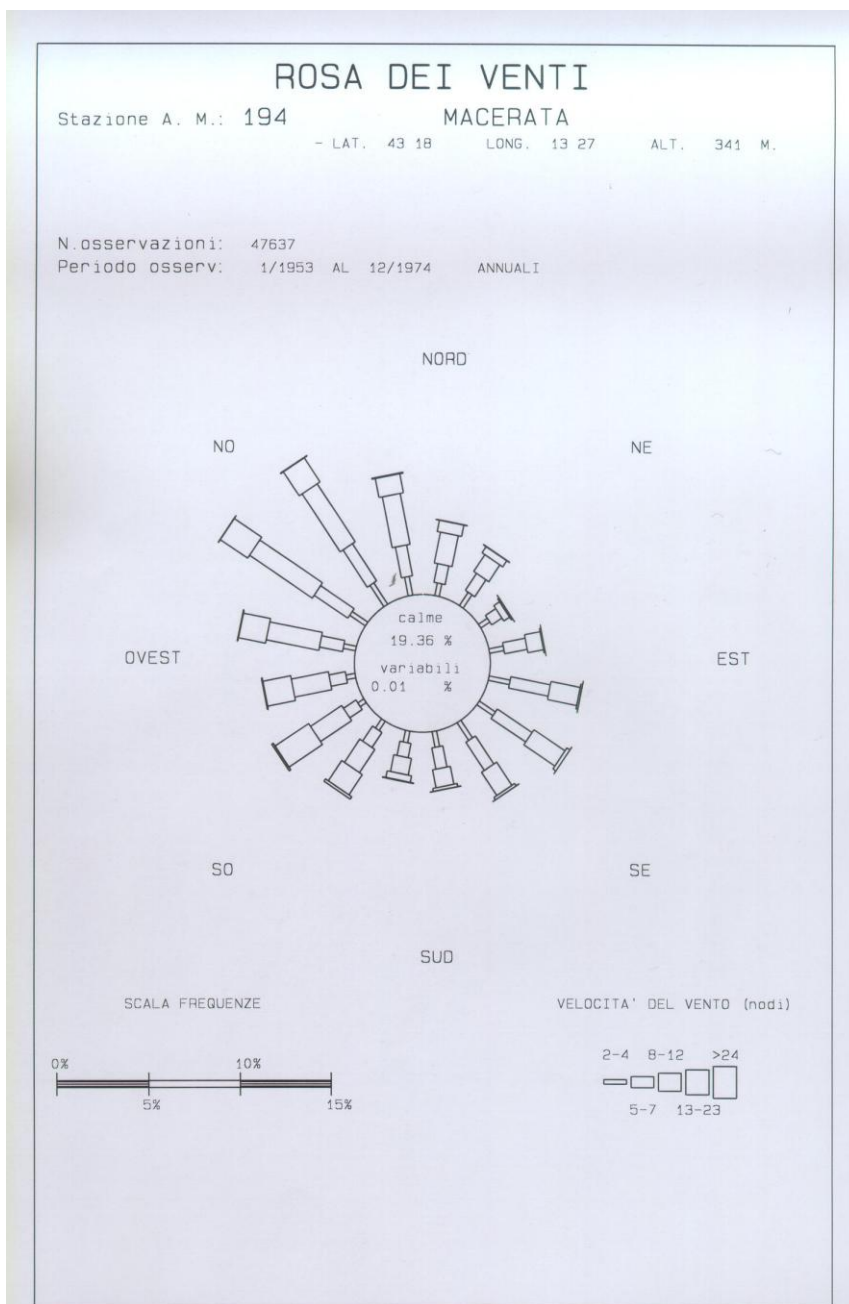 ROSA DEI VENTI
Stazione A. M.: 194 MACERATA
- LAT. 43 18 LONG. 13 27 ALT. 341 M.
N.osservazioni: 47637
Periodo osserv: 1/1953 AL 12/1974 ANNUALI
NORD
NO NE
calme
19.36 %
OVEST EST
variabili
0.01 %
SO SE
SUD
SCALA FREQUENZE VELOCITA' DEL VENTO (nodi)
2-4 8-12 >24
0% 10%
5% 15%
5-7 13-23